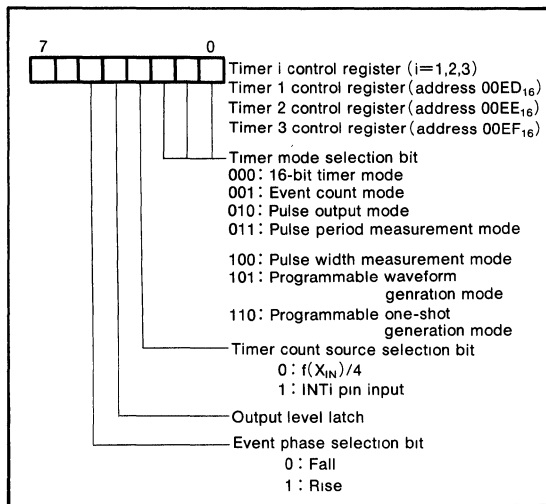 7 0
Timer i control register (i=1,2,3)
Timer 1 control register (address 00ED₁₆)
Timer 2 control register (address 00EE₁₆)
Timer 3 control register (address 00EF₁₆)
Timer mode selection bit
000: 16-bit timer mode
001: Event count mode
010: Pulse output mode
011: Pulse period measurement mode
100: Pulse width measurement mode
101: Programmable waveform
genration mode
110: Programmable one-shot
generation mode
Timer count source selection bit
0: f(X_IN)/4
1: INTi pin input
Output level latch
Event phase selection bit
0: Fall
1: Rise